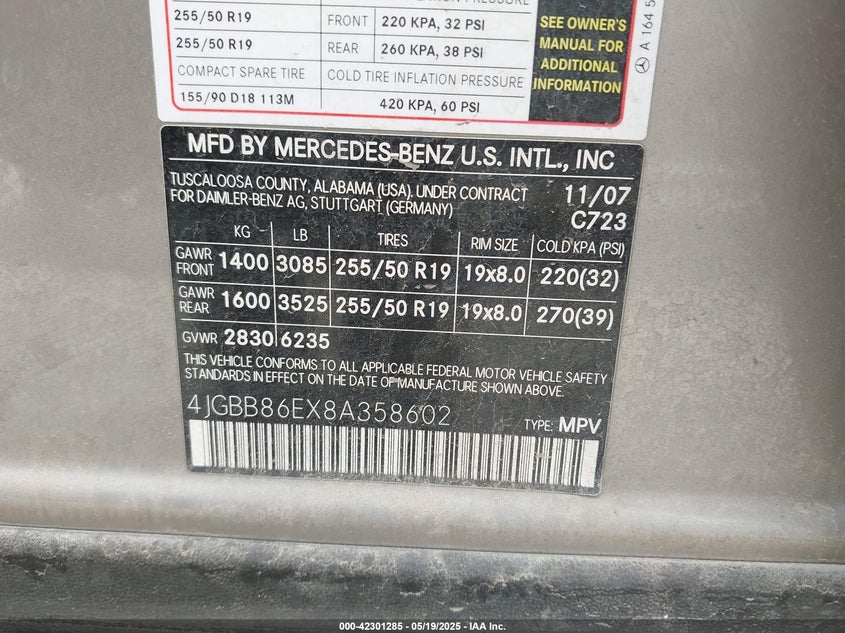 255/50 R19 FRONT 220 KPA, 32 PSI
255/50 R19 REAR 260 KPA, 38 PSI
COMPACT SPARE TIRE COLD TIRE INFLATION PRESSURE
155/90 D18 113M 420 KPA, 60 PSI
SEE OWNER'S
MANUAL FOR
ADDITIONAL
INFORMATION
A 164 5
MFD BY MERCEDES-BENZ U.S. INTL., INC
TUSCALOOSA COUNTY, ALABAMA (USA). UNDER CONTRACT 11/07
FOR DAIMLER-BENZ AG, STUTTGART (GERMANY) C723
KG LB TIRES RIM SIZE COLD KPA (PSI)
GAWR FRONT 1400 3085 255/50 R19 19x8.0 220(32)
GAWR REAR 1600 3525 255/50 R19 19x8.0 270(39)
GVWR 2830 6235
THIS VEHICLE CONFORMS TO ALL APPLICABLE FEDERAL MOTOR VEHICLE SAFETY
STANDARDS IN EFFECT ON THE DATE OF MANUFACTURE SHOWN ABOVE.
4JGBB86EX8A358602 TYPE: MPV
000-42301285 - 05/19/2025 - IAA Inc.